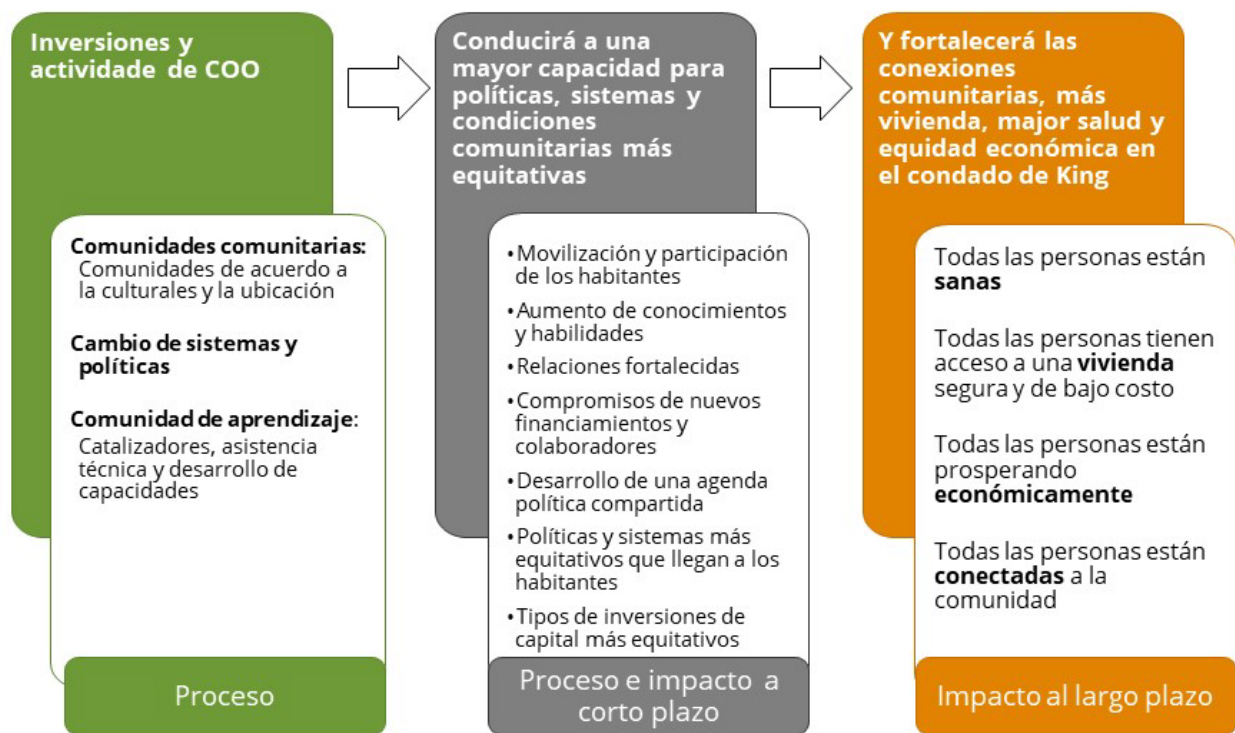 Inversiones y
actividade de COO
Comunidades comunitarias:
Comunidades de acuerdo a
la culturales y la ubicación
Cambio de sistemas y
políticas
Comunidad de aprendizaje:
Catalizadores, asistencia
técnica y desarrollo de
capacidades
Proceso
Conducirá a una
mayor capacidad para
políticas, sistemas y
condiciones
comunitarias más
equitativas
•Movilización y participación
de los habitantes
•Aumento de conocimientos
y habilidades
•Relaciones fortalecidas
•Compromisos de nuevos
financiamientos y
colaboradores
•Desarrollo de una agenda
política compartida
•Políticas y sistemas más
equitativos que llegan a los
habitantes
•Tipos de inversiones de
capital más equitativos
Proceso e impacto a
corto plazo
Y fortalecerá las
conexiones
comunitarias, más
vivienda, major salud y
equidad económica en
el condado de King
Todas las personas están
sanas
Todas las personas tienen
acceso a una vivienda
segura y de bajo costo
Todas las personas están
prosperando
económicamente
Todas las personas están
conectadas a la
comunidad
Impacto al largo plazo